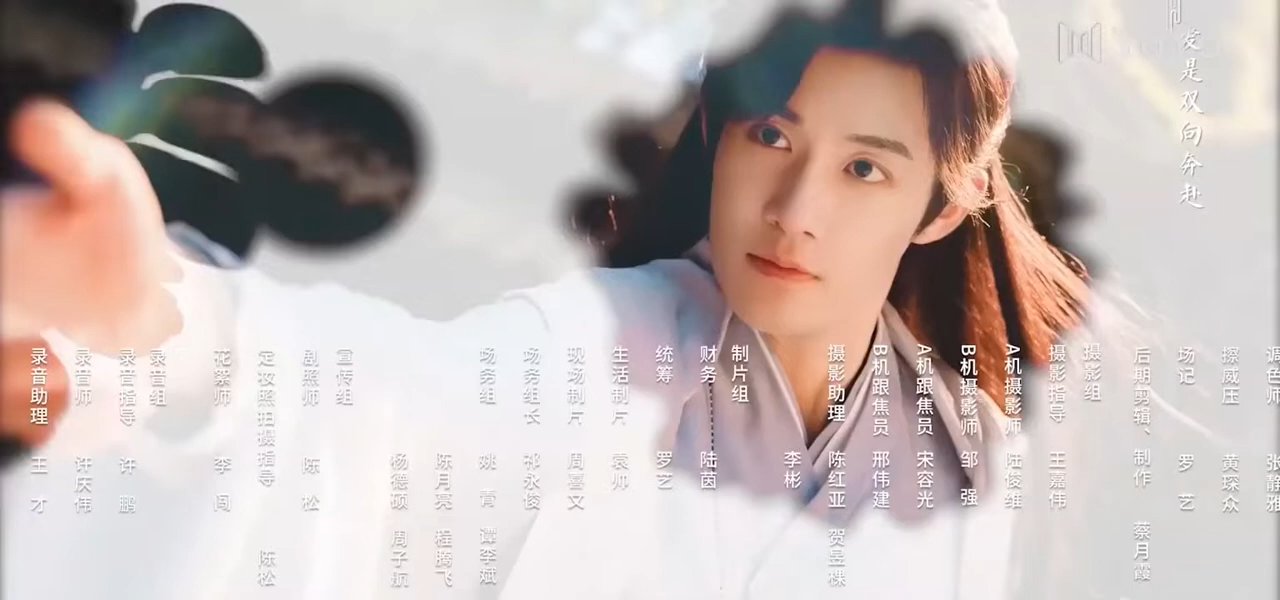 爱是双向奔赴
调色师 张静雅
擦威压 黄琛众
场记 罗艺
后期剪辑、制作 蔡月霞
摄影组
摄影指导 王嘉伟
A机摄影师 陆俊维
B机摄影师 邹强
A机跟焦员 宋容光
B机跟焦员 邢伟建
摄影助理 陈红亚 贺昱棵
李彬
制片组
财务 陆茵
统筹 罗艺
生活制片 袁帅
现场制片 周喜文
场务组长 祁永俊
场务组 姚青 谭李斌
陈月亮 程腾飞
杨德硕 周子航
宣传组
剧照师 陈松
定妆照拍摄指导 陈松
花絮师 李闯
录音组
录音指导 许鹏
录音师 许庆伟
录音助理 王才